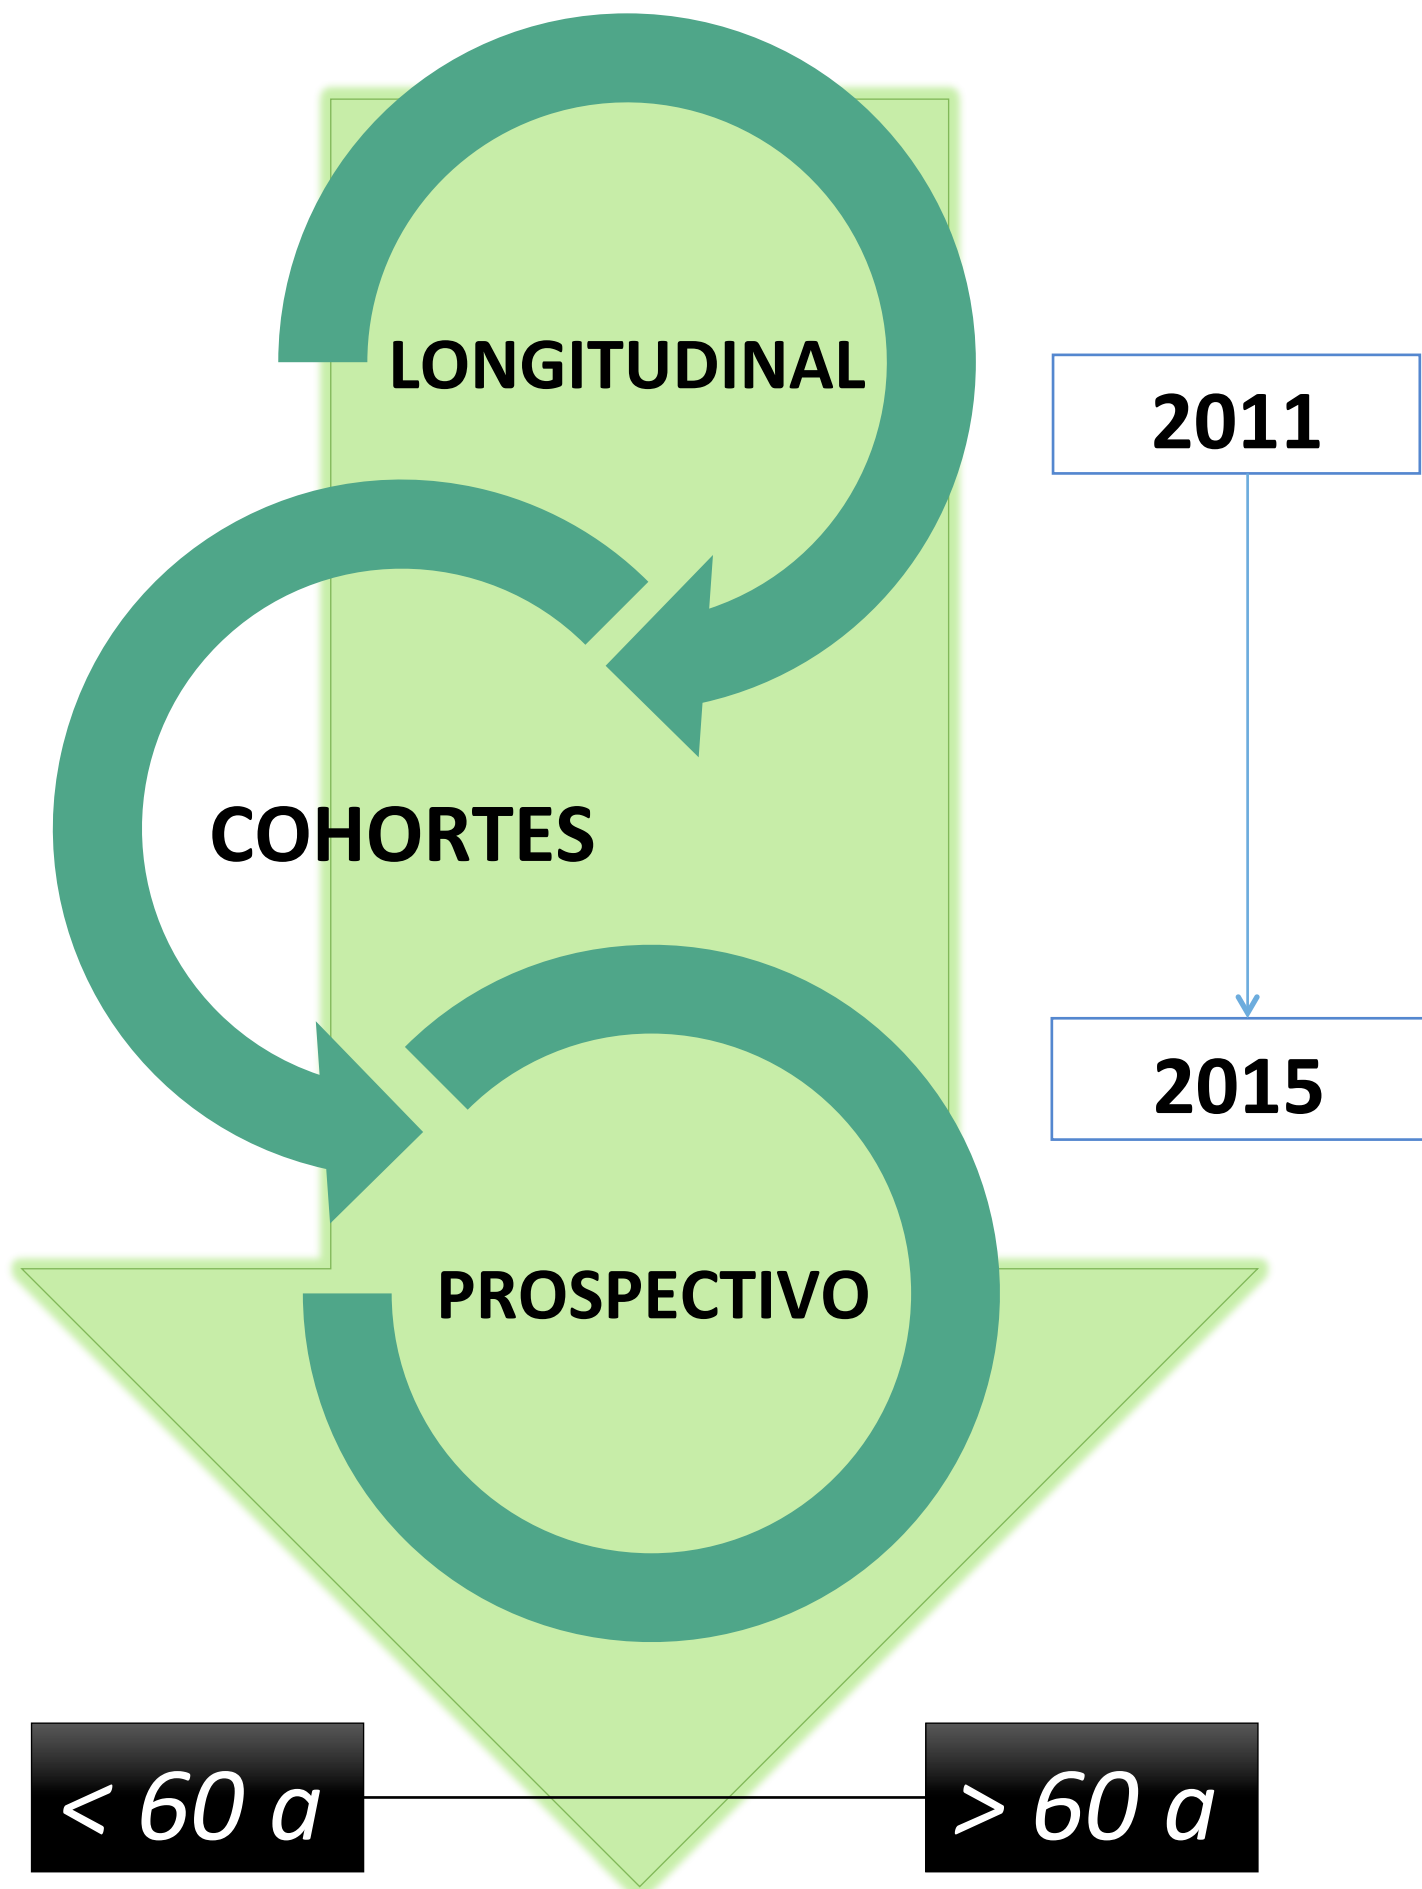 LONGITUDINAL
2011
COHORTES
2015
PROSPECTIVO
< 60 a
> 60 a